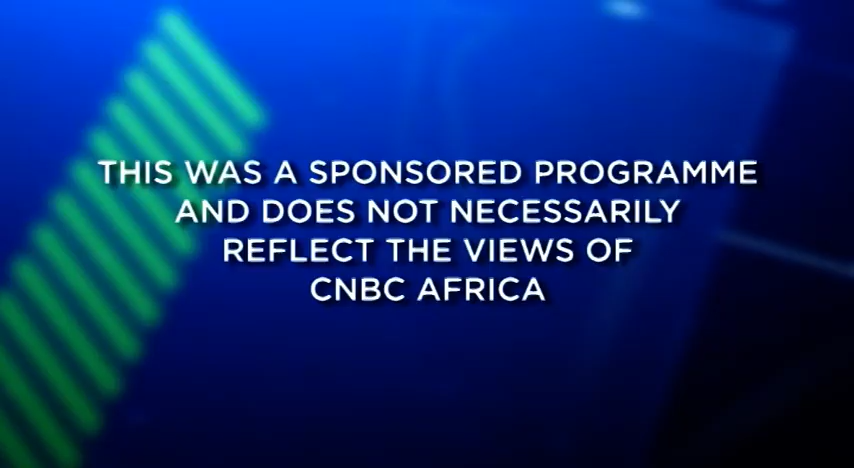 THIS WAS A SPONSORED PROGRAMME
AND DOES NOT NECESSARILY
REFLECT THE VIEWS OF
CNBC AFRICA